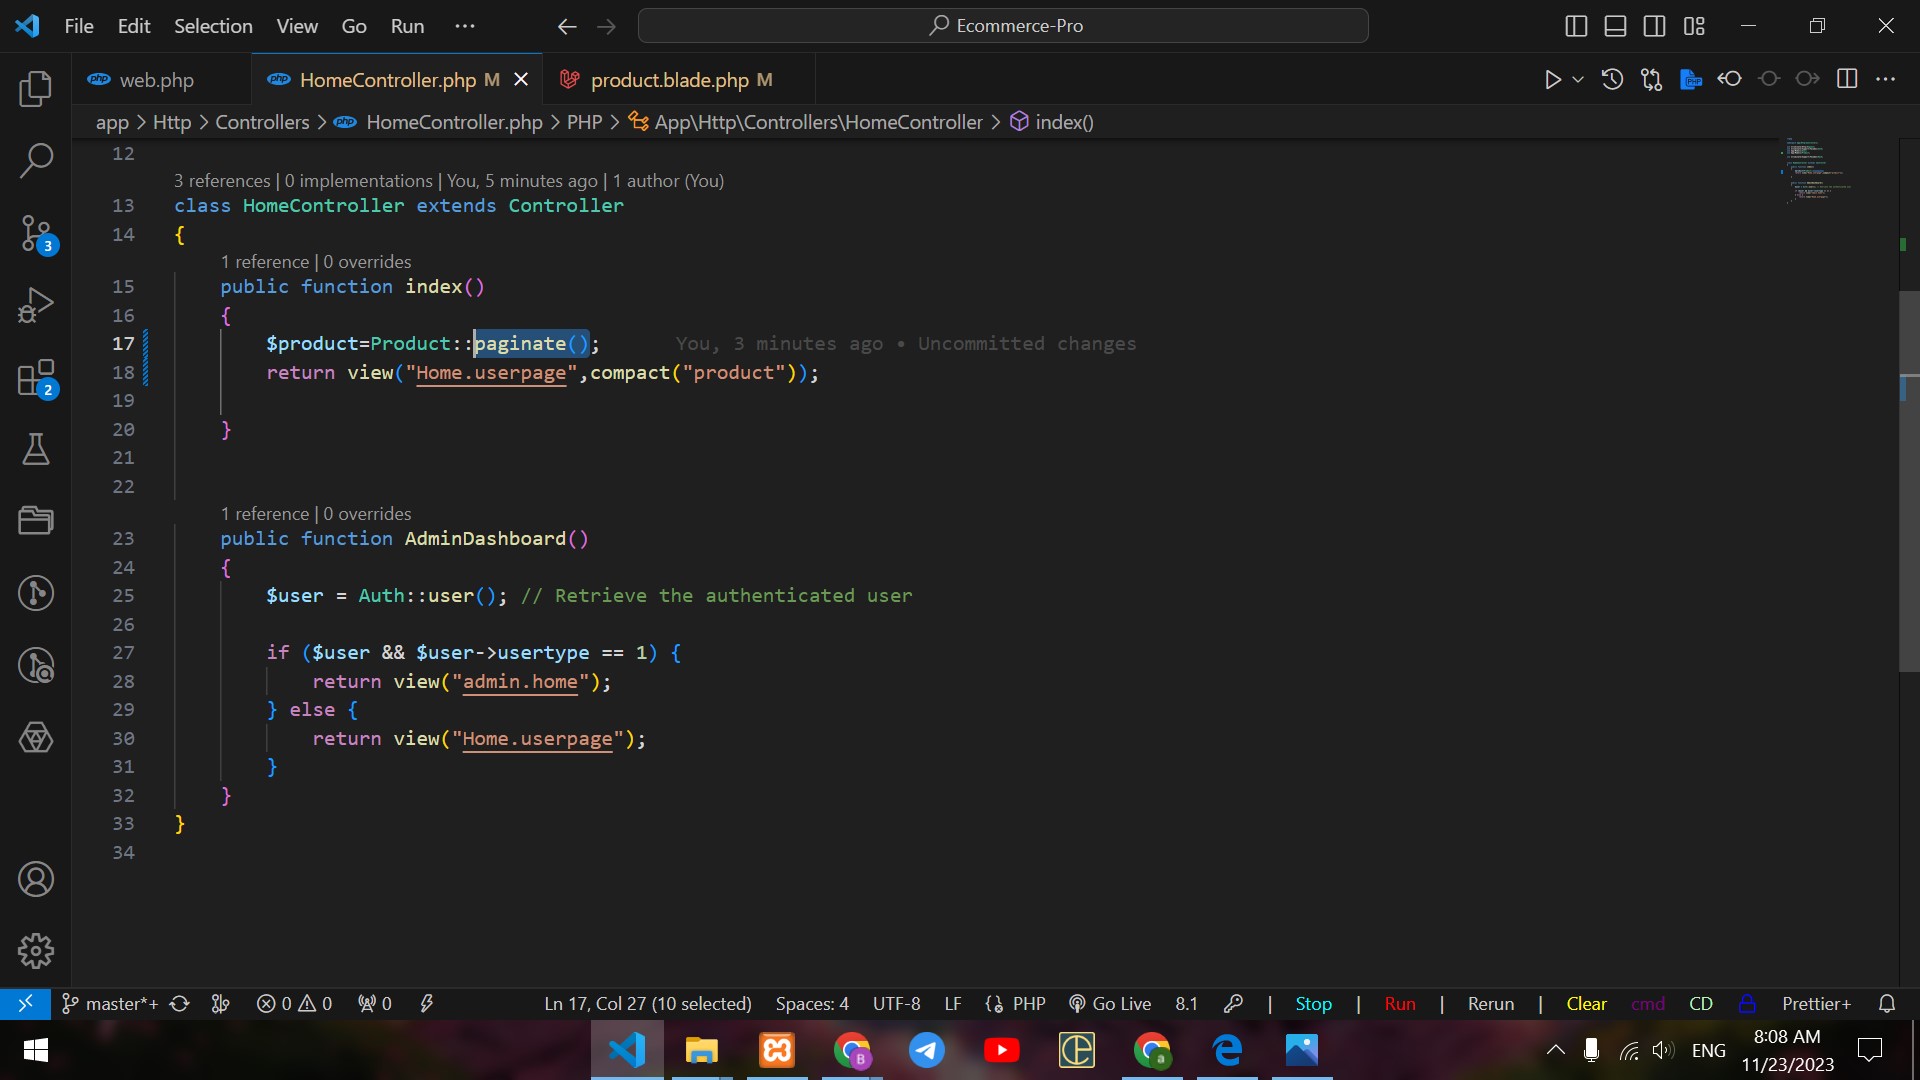 File Edit Selection View Go Run ··· Ecommerce-Pro
web.php HomeController.php M product.blade.php M
app > Http > Controllers > HomeController.php > PHP > App\Http\Controllers\HomeController > index()
12
3 references | 0 implementations | You, 5 minutes ago | 1 author (You)
13 class HomeController extends Controller
14 {
1 reference | 0 overrides
15 public function index()
16 {
17 $product=Product::paginate(); You, 3 minutes ago • Uncommitted changes
18 return view("Home.userpage",compact("product"));
19
20 }
21
22
1 reference | 0 overrides
23 public function AdminDashboard()
24 {
25 $user = Auth::user(); // Retrieve the authenticated user
26
27 if ($user && $user->usertype == 1) {
28 return view("admin.home");
29 } else {
30 return view("Home.userpage");
31 }
32 }
33 }
34
3
2
master*+ 0 0 0 Ln 17, Col 27 (10 selected) Spaces: 4 UTF-8 LF PHP Go Live 8.1 | Stop | Run | Rerun | Clear cmd CD Prettier+
ENG 8:08 AM
11/23/2023